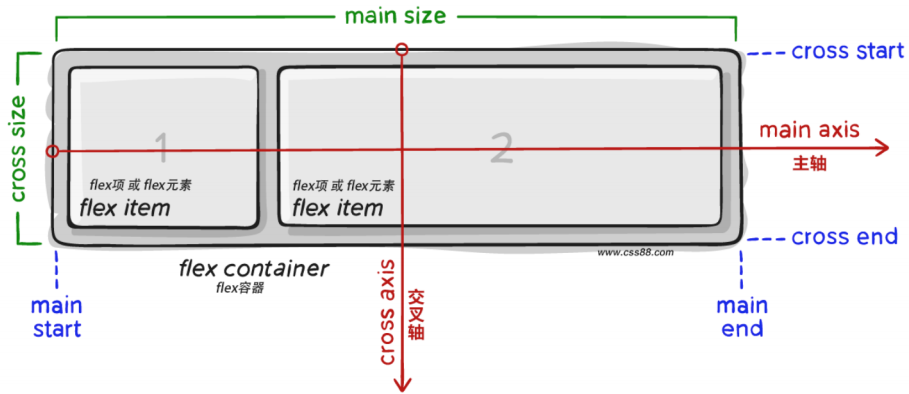 main size
cross start
cross size
1
2
main axis
主轴
flex项 或 flex元素
flex item
flex项 或 flex元素
flex item
cross end
www.css88.com
flex container
flex容器
cross axis
交叉轴
main
start
main
end